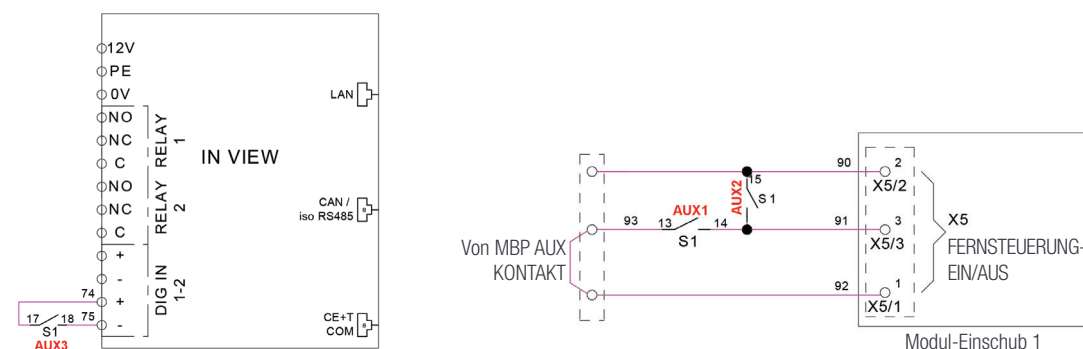 12V
PE
0V
NO
NC
C
RELAY 1
NO
NC
C
RELAY 2
+
-
+
-
DIG IN
1-2
IN VIEW
LAN
CAN /
iso RS485
8
CE+T
COM
8
74
75
17 18
S1
AUX3
Von MBP AUX
KONTAKT
93
13
AUX1
14
S1
AUX2
15
S1
90
91
92
2
X5/2
3
X5/3
1
X5/1
X5
FERNSTEUERUNG-
EIN/AUS
Modul-Einschub 1